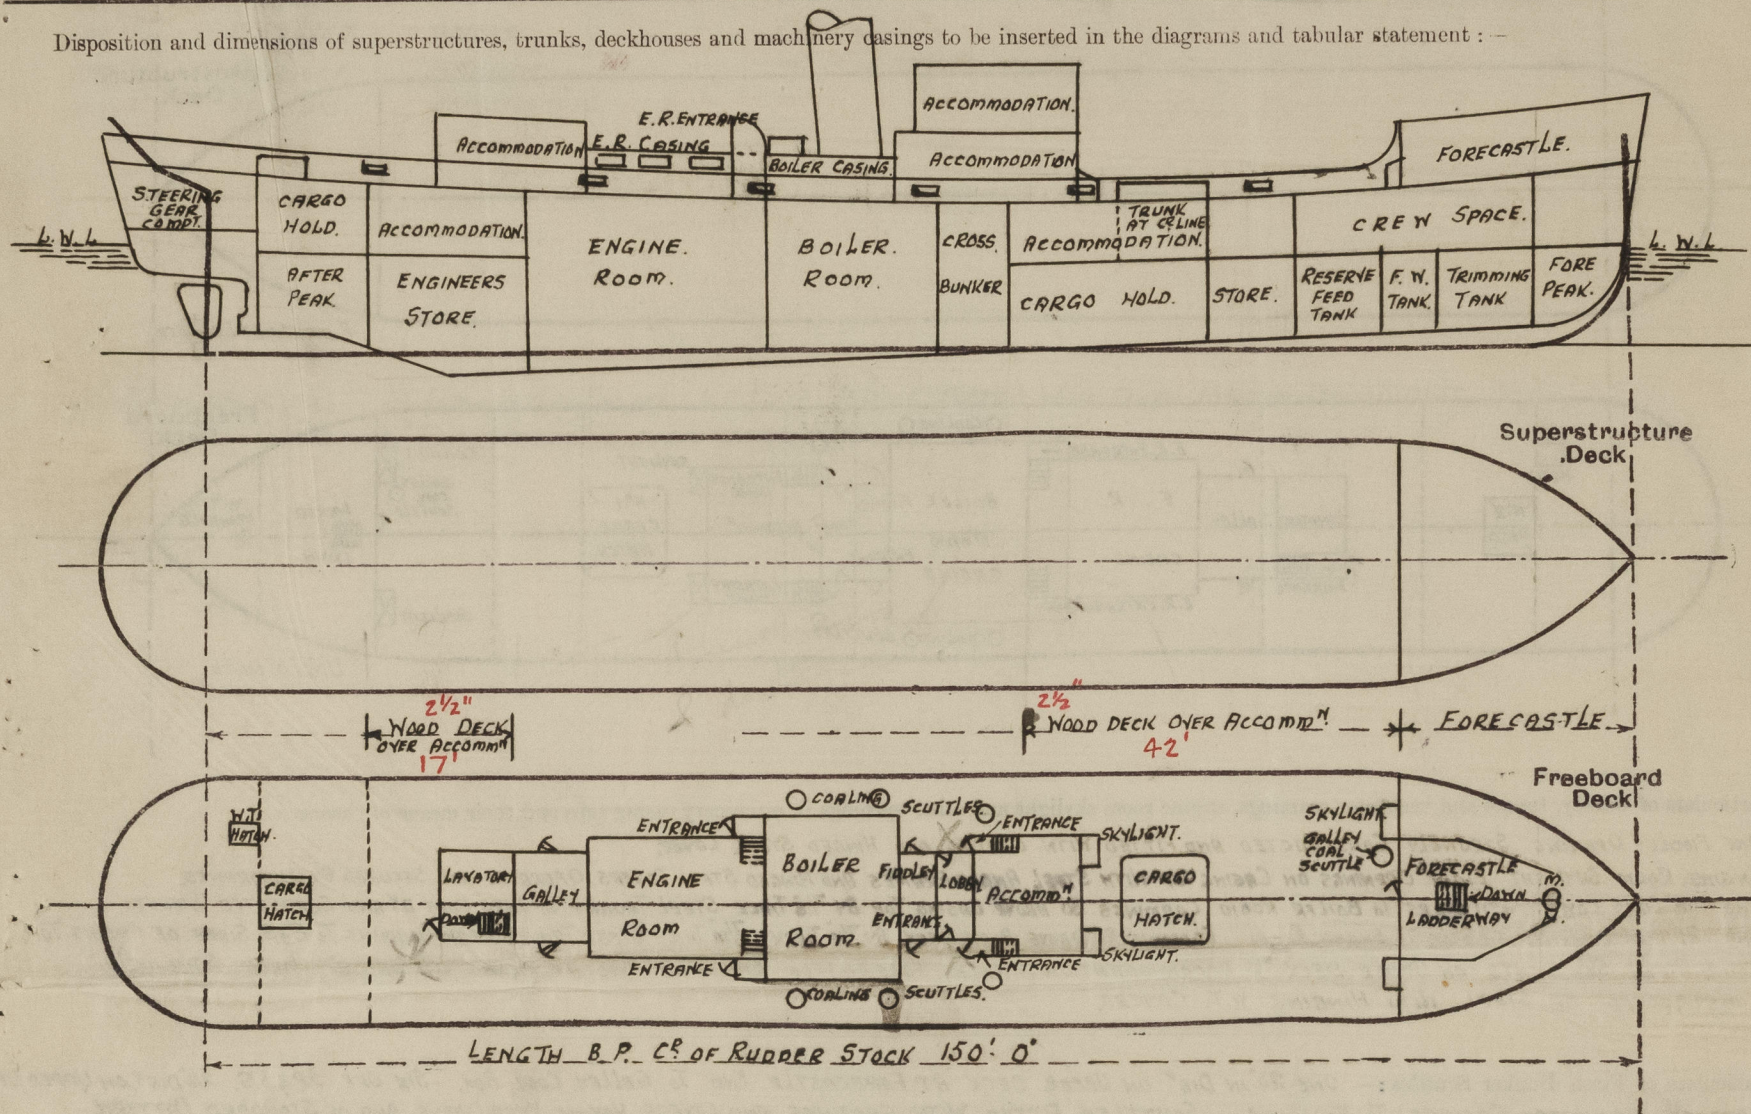 Disposition and dimensions of superstructures, trunks, deckhouses and machinery casings to be inserted in the diagrams and tabular statement : —
ACCOMMODATION.
E.R. ENTRANCE
ACCOMMODATION
E.R. CASING
BOILER CASING.
ACCOMMODATION
FORECASTLE.
STEERING
GEAR
COMPT.
CARGO
HOLD.
ACCOMMODATION.
ENGINE.
ROOM.
BOILER.
ROOM.
CROSS.
BUNKER
TRUNK
AT CR LINE
ACCOMMODATION.
CREW SPACE.
L.W.L
L.W.L
AFTER
PEAK
ENGINEERS
STORE.
CARGO HOLD.
STORE.
RESERVE
FEED
TANK
F.W.
TANK.
TRIMMING
TANK
FORE
PEAK.
Superstructure
Deck
2½"
WOOD DECK
OVER ACCOMMN
17'
2½"
WOOD DECK OVER ACCOMMN.
42'
FORECASTLE
Freeboard
Deck
W.T.
HATCH.
CARGO
HATCH.
LAVATORY
DOWN
GALLEY
ENTRANCE
ENGINE
ROOM
ENTRANCE
COALING SCUTTLES.
BOILER
ROOM.
COALING SCUTTLES.
FIDDLEY
LOBBY
ENTRANCE
ENTRANCE
ACCOMMN
ENTRANCE
SKYLIGHT.
SKYLIGHT.
CARGO
HATCH.
SKYLIGHT
GALLEY
COAL
SCUTTLE
FORECASTLE
DOWN
LADDERWAY
LENGTH B.P. CR OF RUDDER STOCK 150'. 0"